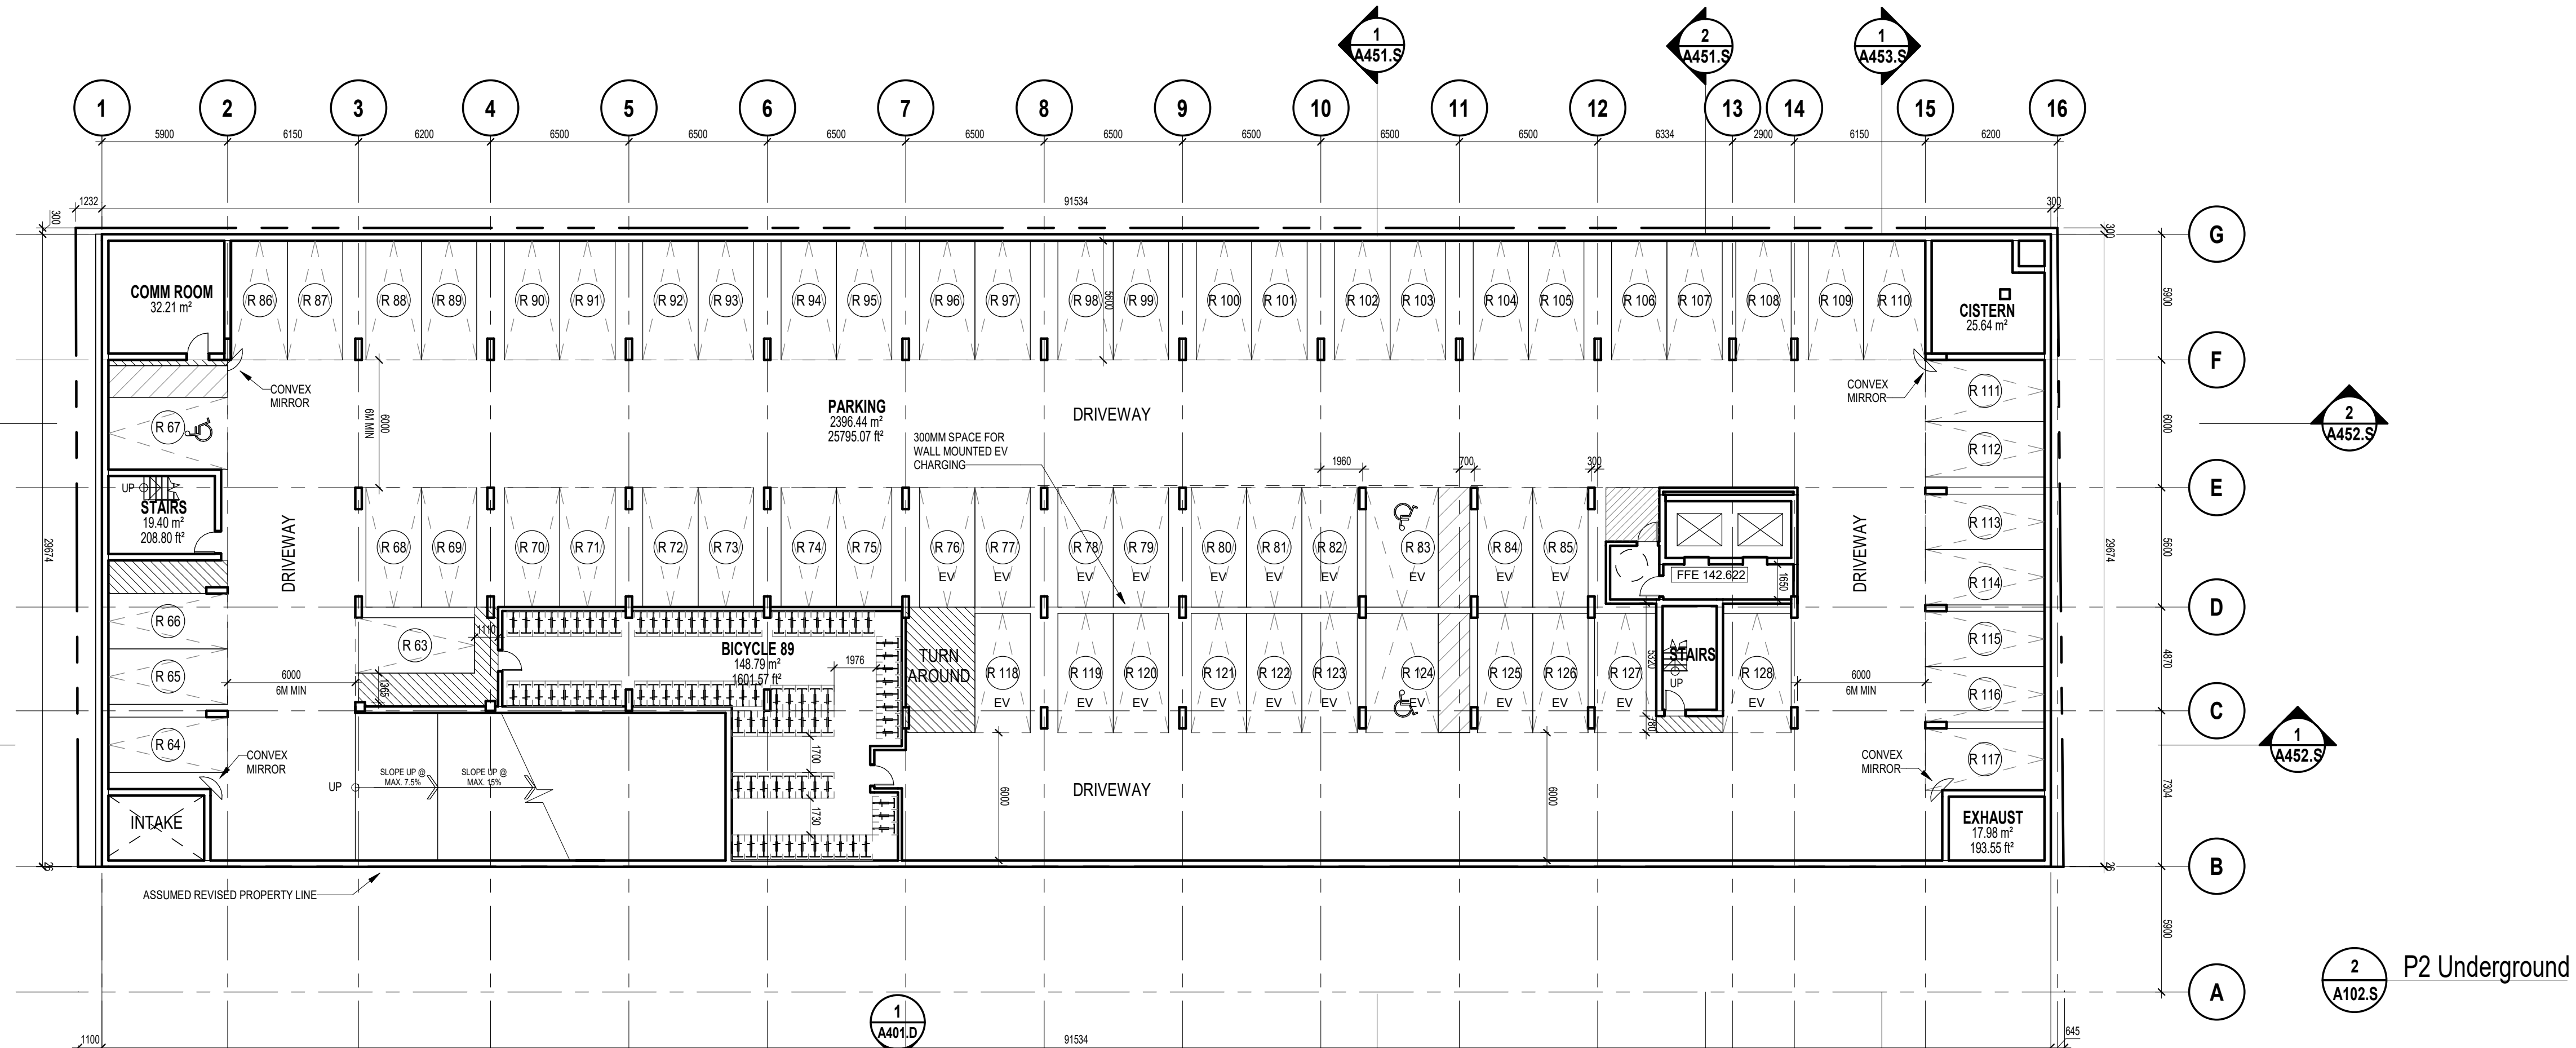 1
A451.S
2
A451.S
1
A453.S
1
2
3
4
5
6
7
8
9
10
11
12
13
14
15
16
5900
6150
6200
6500
6500
6500
6500
6500
6500
6500
6500
6334
2900
6150
6200
1232
91534
300
300
300
G
COMM ROOM
32.21 m²
R 86
R 87
R 88
R 89
R 90
R 91
R 92
R 93
R 94
R 95
R 96
R 97
R 98
5600
R 99
R 100
R 101
R 102
R 103
R 104
R 105
R 106
R 107
R 108
R 109
R 110
CISTERN
25.64 m²
5900
F
CONVEX
MIRROR
6M MIN
6000
PARKING
2396.44 m²
25795.07 ft²
DRIVEWAY
CONVEX
MIRROR
R 111
R 112
6000
2
A452.S
R 67
300MM SPACE FOR
WALL MOUNTED EV
CHARGING
1960
700
300
E
UP
STAIRS
19.40 m²
208.80 ft²
DRIVEWAY
29674
R 68
R 69
R 70
R 71
R 72
R 73
R 74
R 75
R 76
EV
R 77
EV
R 78
EV
R 79
EV
R 80
EV
R 81
EV
R 82
EV
R 83
EV
R 84
EV
R 85
EV
FFE 142.622
1650
DRIVEWAY
R 113
R 114
29674
5600
D
R 66
R 65
R 64
6000
6M MIN
R 63
1110
1365
BICYCLE 89
148.79 m²
1601.57 ft²
1976
TURN
AROUND
R 118
EV
R 119
EV
R 120
EV
R 121
EV
R 122
EV
R 123
EV
R 124
EV
R 125
EV
R 126
EV
R 127
EV
5320
STAIRS
UP
780
R 128
EV
6000
6M MIN
R 115
R 116
R 117
4870
C
1
A452.S
CONVEX
MIRROR
UP
SLOPE UP @
MAX. 7.5%
SLOPE UP @
MAX. 15%
1700
1730
6000
DRIVEWAY
6000
CONVEX
MIRROR
7304
INTAKE
EXHAUST
17.98 m²
193.55 ft²
26
26
B
ASSUMED REVISED PROPERTY LINE
5900
A
2
A102.S
P2 Underground
1
A401.D
1100
91534
645